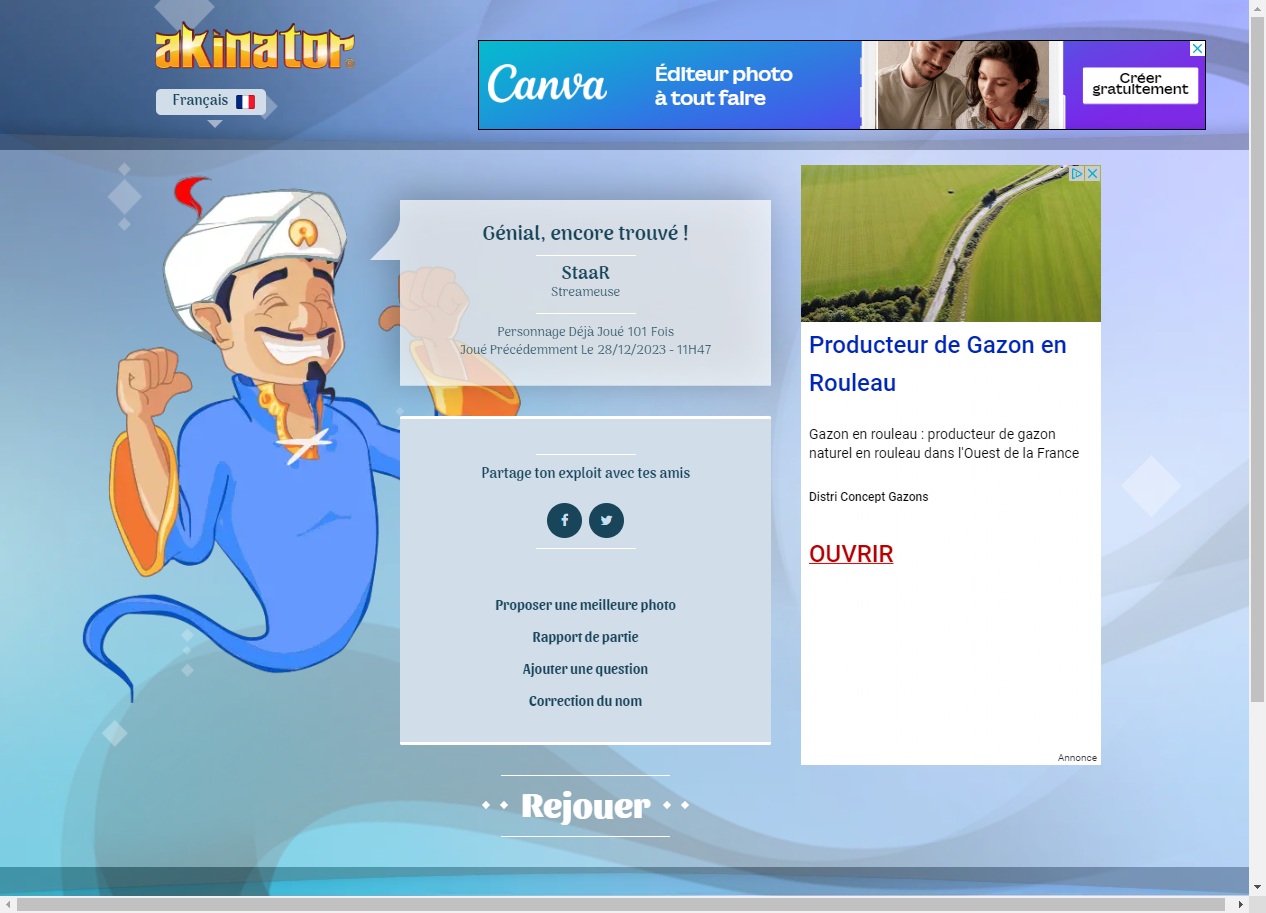 akinator
Français
Canva
Éditeur photo
à tout faire
Créer
gratuitement
Génial, encore trouvé !
StaaR
Streameuse
Personnage Déjà Joué 101 Fois
Joué Précédemment Le 28/12/2023 - 11H47
Partage ton exploit avec tes amis
Proposer une meilleure photo
Rapport de partie
Ajouter une question
Correction du nom
Rejouer
Producteur de Gazon en
Rouleau
Gazon en rouleau : producteur de gazon
naturel en rouleau dans l'Ouest de la France
Distri Concept Gazons
OUVRIR
Annonce